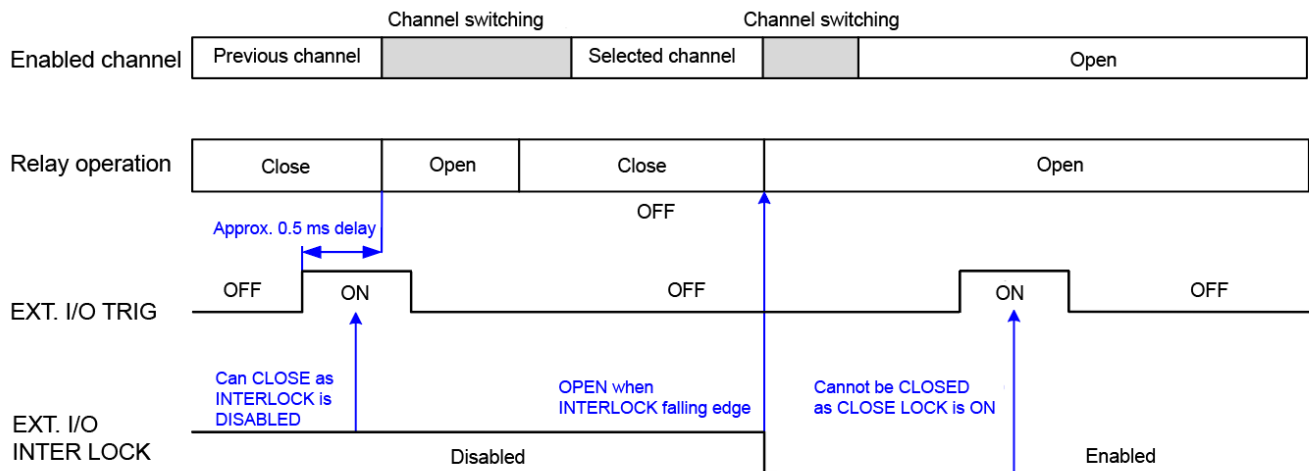 Channel switching
Channel switching
Enabled channel
Previous channel
Selected channel
Open
Relay operation
Close
Open
Close
Open
OFF
Approx. 0.5 ms delay
EXT. I/O TRIG
OFF
ON
OFF
ON
OFF
Can CLOSE as
INTERLOCK is
DISABLED
OPEN when
INTERLOCK falling edge
Cannot be CLOSED
as CLOSE LOCK is ON
EXT. I/O
INTER LOCK
Disabled
Enabled